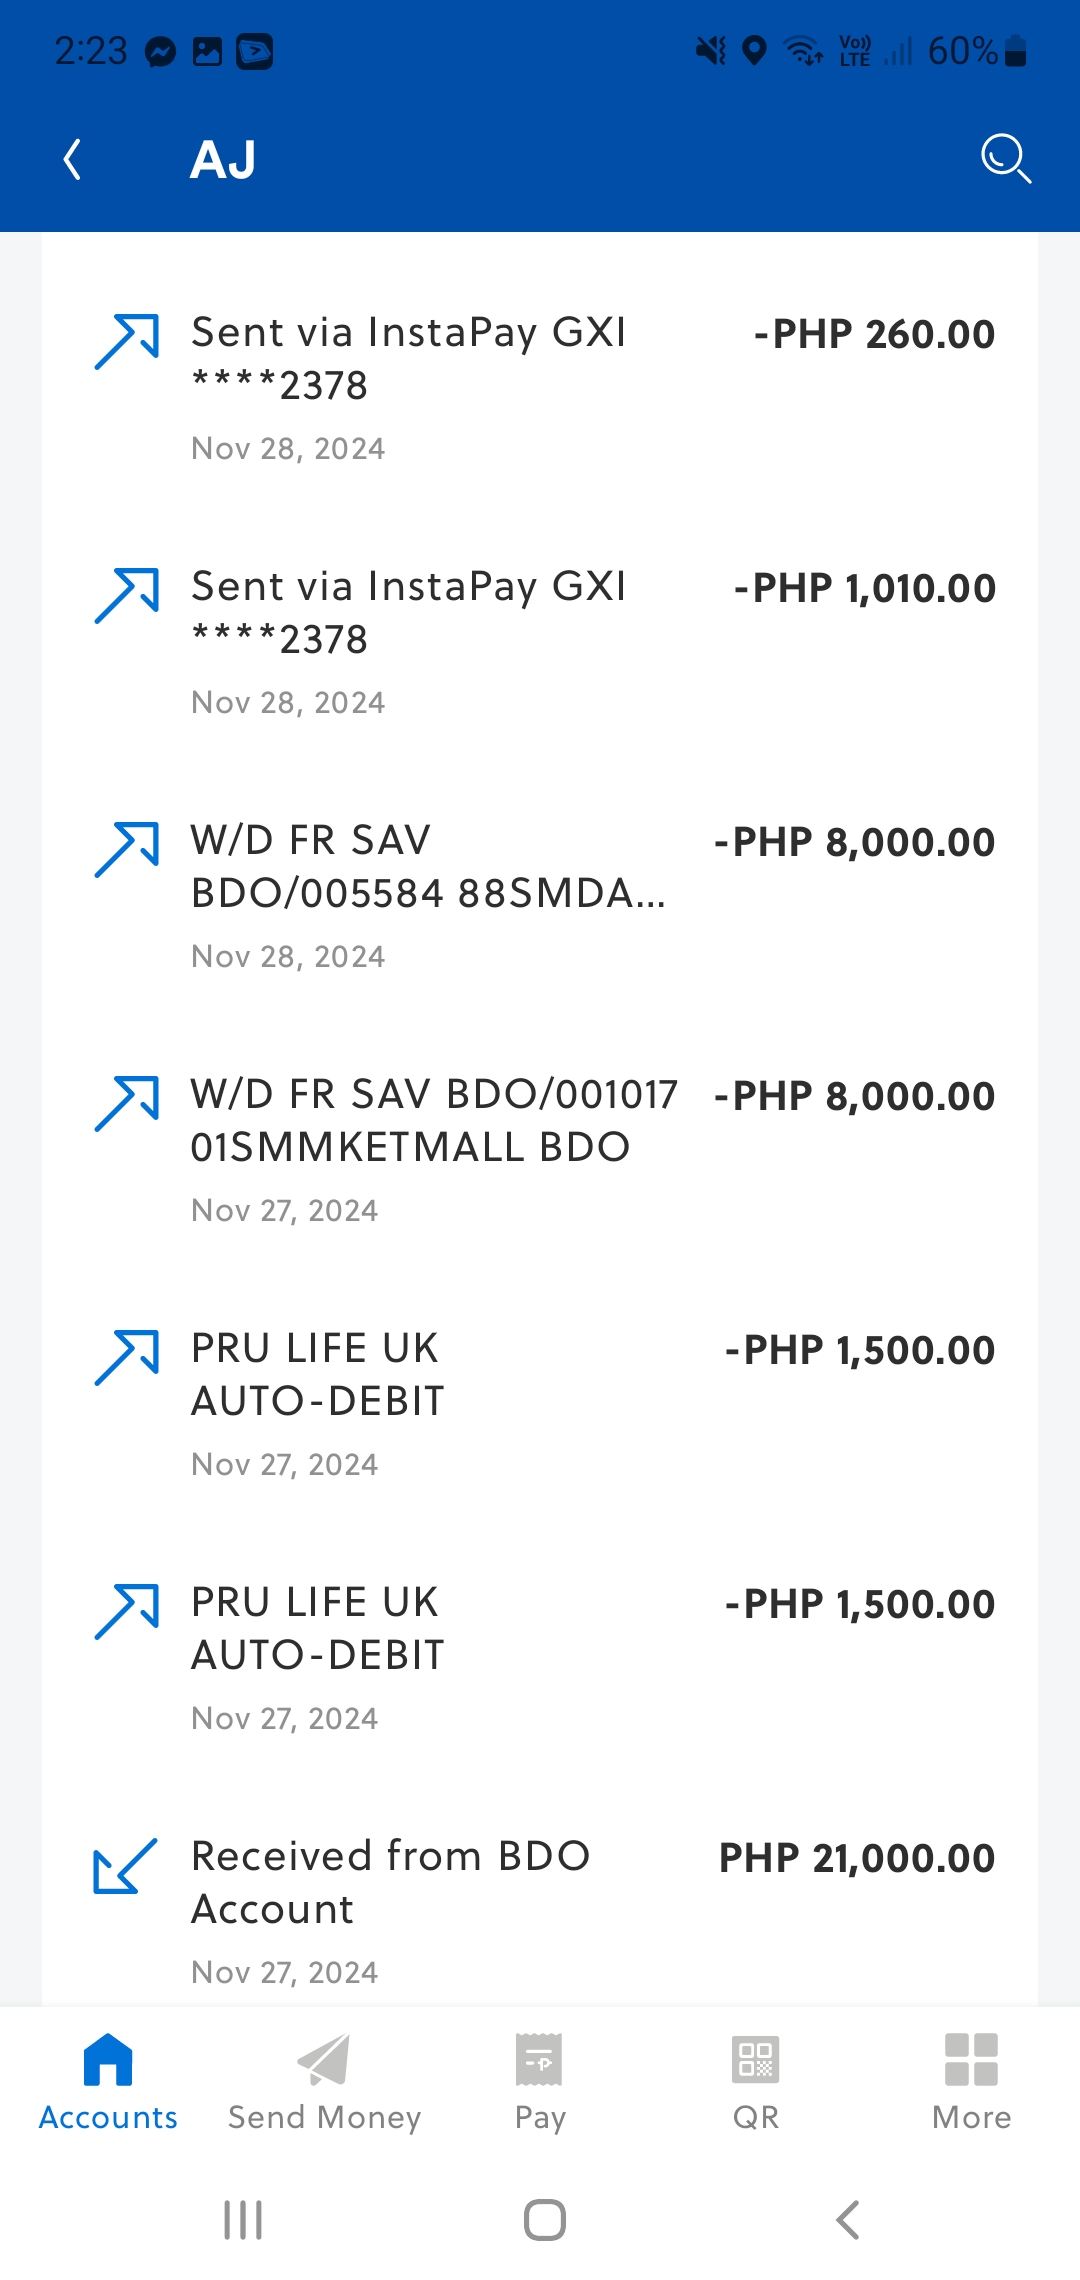 2:23
Vo)) LTE
60%
AJ
Sent via InstaPay GXI
****2378
-PHP 260.00
Nov 28, 2024
Sent via InstaPay GXI
****2378
-PHP 1,010.00
Nov 28, 2024
W/D FR SAV
BDO/005584 88SMDA...
-PHP 8,000.00
Nov 28, 2024
W/D FR SAV BDO/001017
01SMMKETMALL BDO
-PHP 8,000.00
Nov 27, 2024
PRU LIFE UK
AUTO-DEBIT
-PHP 1,500.00
Nov 27, 2024
PRU LIFE UK
AUTO-DEBIT
-PHP 1,500.00
Nov 27, 2024
Received from BDO
Account
PHP 21,000.00
Nov 27, 2024
Accounts
Send Money
Pay
QR
More